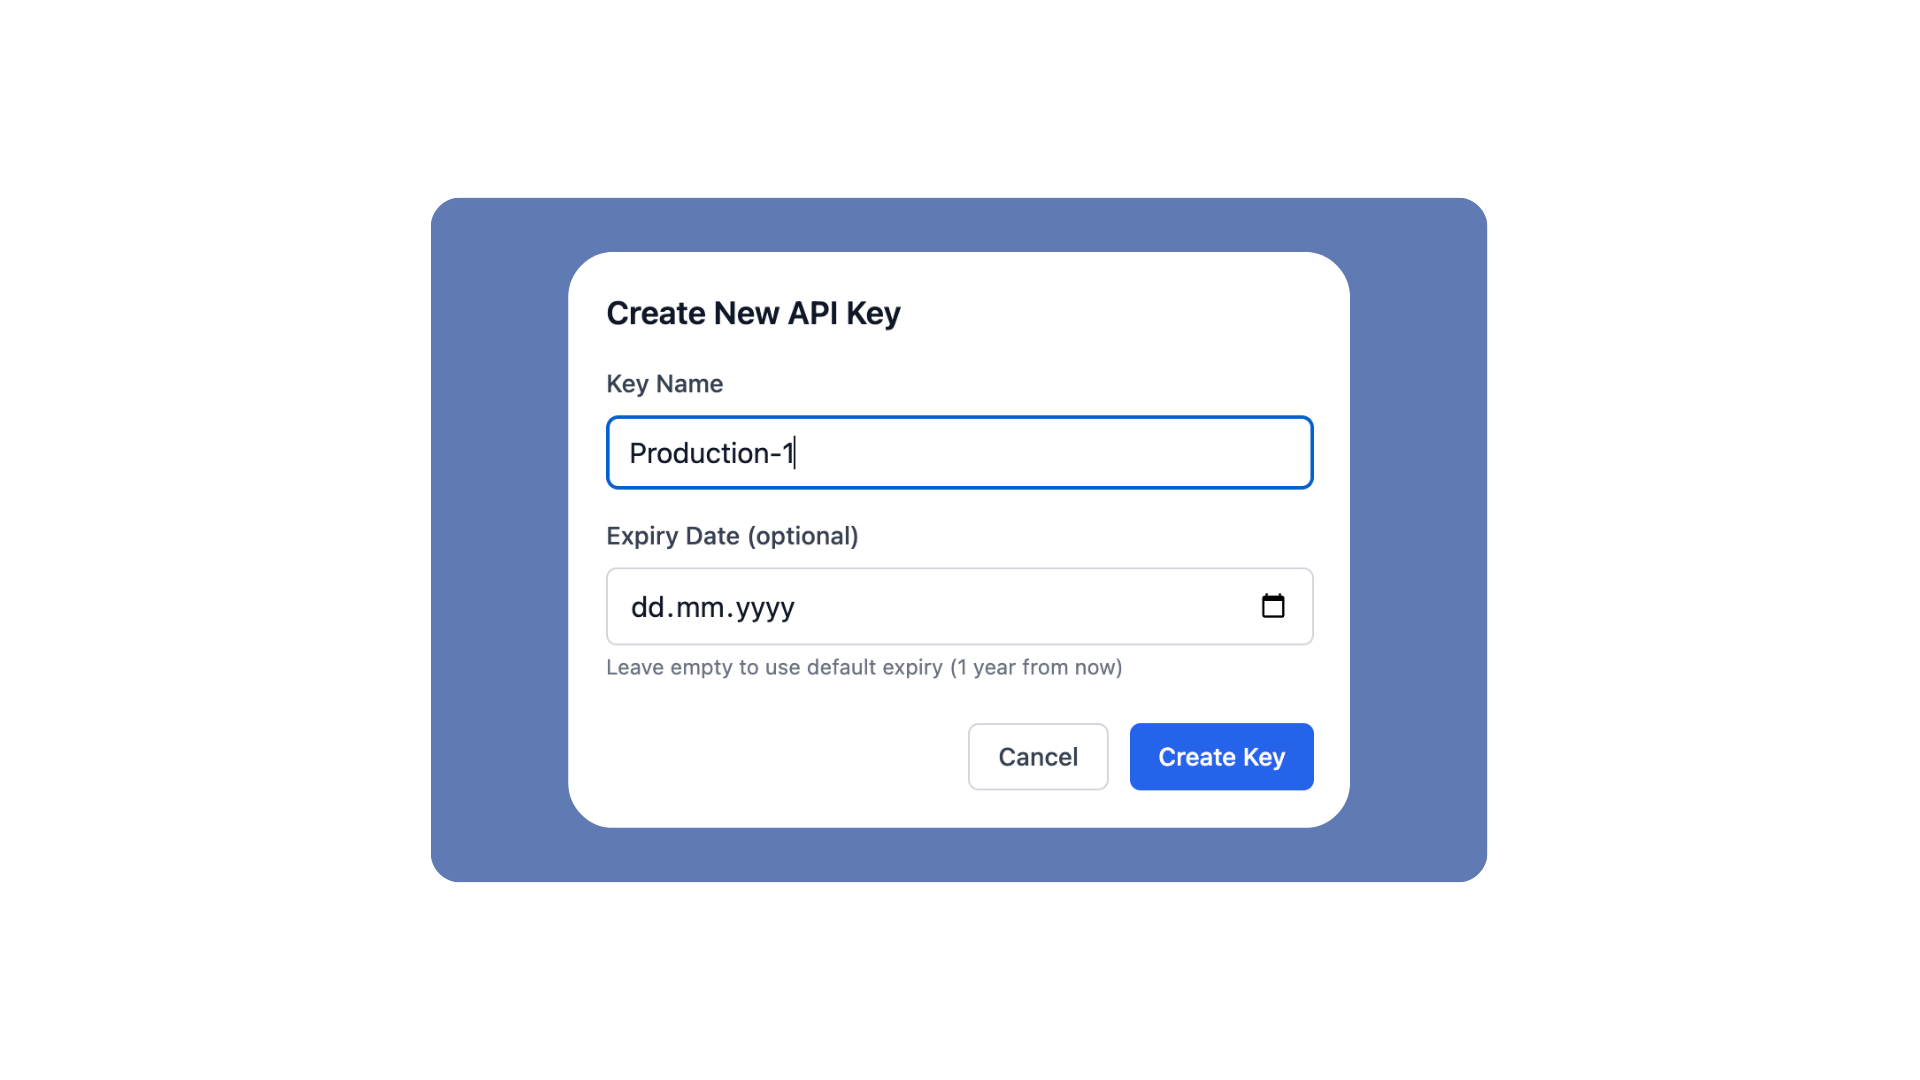 Create New API Key
Key Name
Production-1
Expiry Date (optional)
dd.mm.yyyy
Leave empty to use default expiry (1 year from now)
Cancel
Create Key